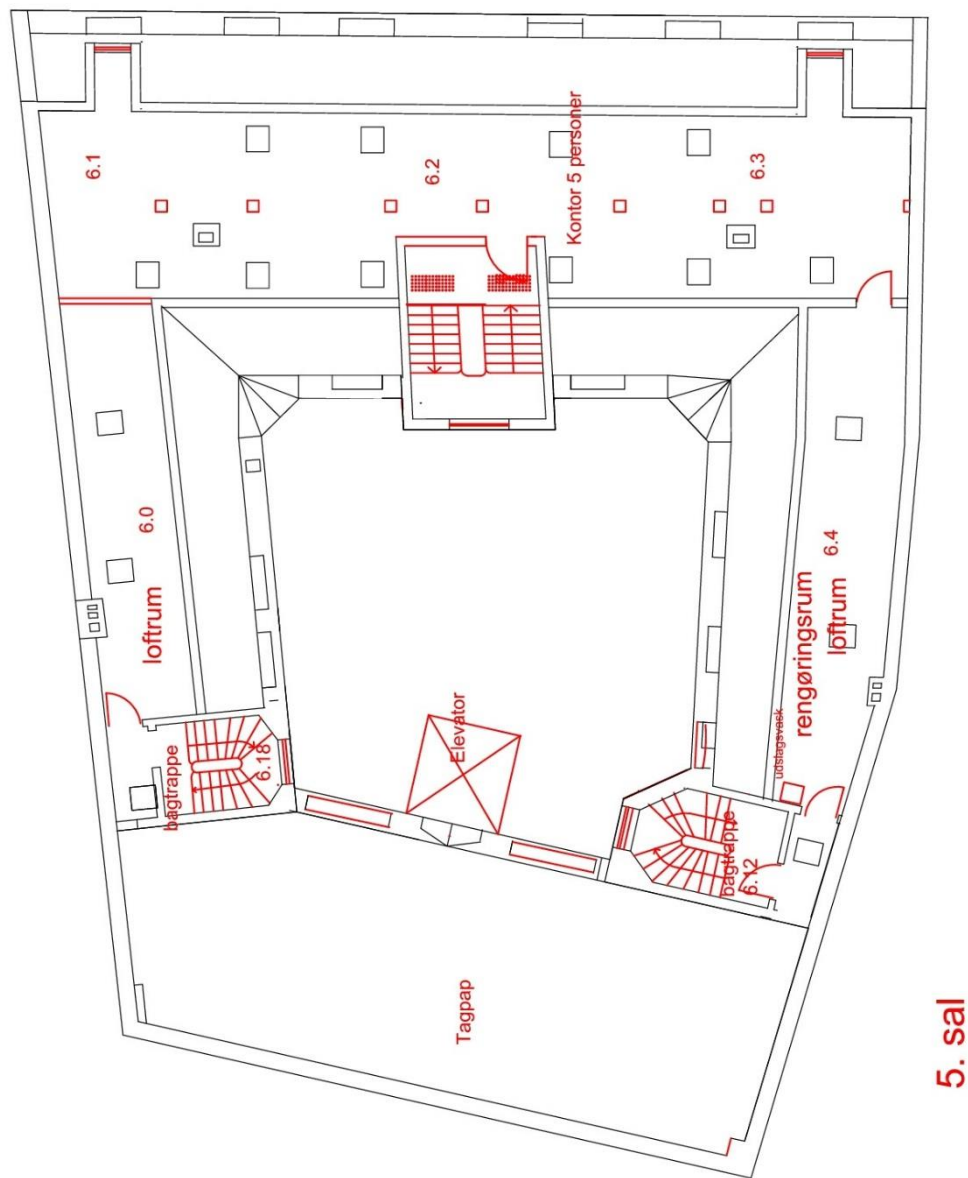 6.1
6.2
Kontor 5 personer
6.3
6.0
loftrum
6.4
rengøringsrum
loftrum
udslagsvask
Elevator
bagtrappe
6.18
bagtrappe
6.12
Tagpap
5. sal